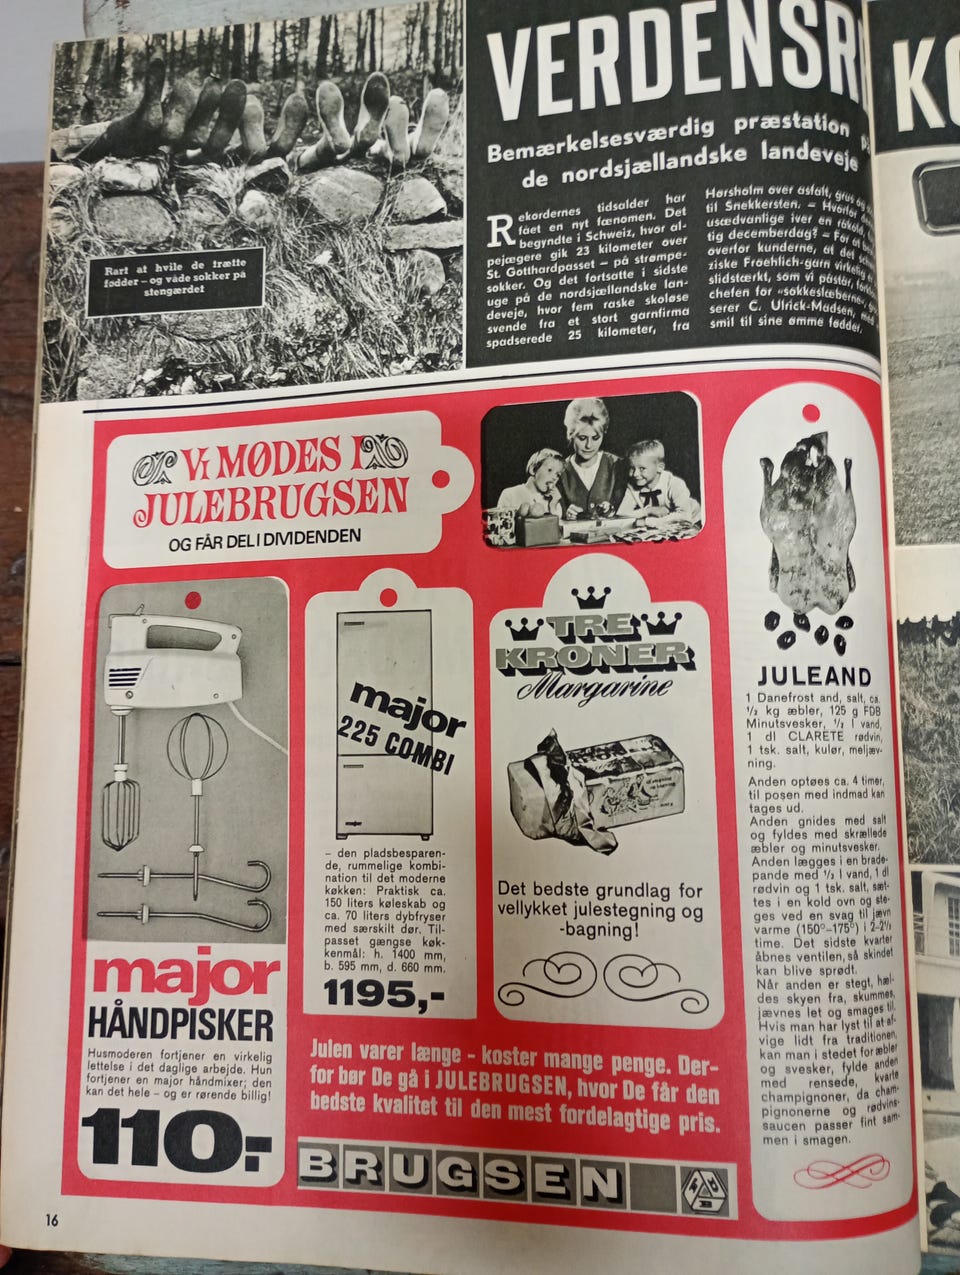 VERDENSR
KO
Bemærkelsesværdig præstation
de nordsjællandske landeveje
Rart at hvile de trætte
fødder – og våde sokker på
stengærdet
Rekordernes tidsalder har
fået en nyt fænomen. Det
begyndte i Schweiz, hvor al-
pejægere gik 23 kilometer over
St. Gotthardpasset – på strømpe-
sokker. Og det fortsatte i sidste
uge på de nordsjællandske lan-
deveje, hvor fem raske skoløse
svende fra et stort garnfirma
spadserede 25 kilometer, fra
Hørsholm over asfalt, grus og
til Snekkersten. – Hvorfor
usædvanlige iver en råkold,
tig decemberdag? – For at
overfor kunderne, at det
ziske Froehlich-garn virkelig
slidstærkt, som vi påstår,
chefen for »sokkeslæberne«,
serer C. Ulrick-Madsen, med
smil til sine ømme fødder.
VI MØDES I
JULEBRUGSEN
OG FÅR DEL I DIVIDENDEN
major
HÅNDPISKER
Husmoderen fortjener en virkelig
lettelse i det daglige arbejde. Hun
fortjener en major håndmixer; den
kan det hele – og er rørende billig!
110.-
major
225 COMBI
– den pladsbesparen-
de, rummelige kombi-
nation til det moderne
køkken: Praktisk ca.
150 liters køleskab og
ca. 70 liters dybfryser
med særskilt dør. Til-
passet gængse køk-
kenmål: h. 1400 mm,
b. 595 mm, d. 660 mm.
1195,-
TRE
KRONER
Margarine
Det bedste grundlag for
vellykket julestegning og
-bagning!
Julen varer længe - koster mange penge. Der-
for bør De gå i JULEBRUGSEN, hvor De får den
bedste kvalitet til den mest fordelagtige pris.
BRUGSEN
JULEAND
1 Danefrost and, salt, ca.
½ kg æbler, 125 g FDB
Minutsvesker, ½ l vand,
1 dl CLARETE rødvin,
1 tsk. salt, kulør, meljæv-
ning.
Anden optøes ca. 4 timer,
til posen med indmad kan
tages ud.
Anden gnides med salt
og fyldes med skrællede
æbler og minutsvesker.
Anden lægges i en brade-
pande med ½ l vand, 1 dl
rødvin og 1 tsk. salt, sæt-
tes i en kold ovn og ste-
ges ved en svag til jævn
varme (150°–175°) i 2-2½
time. Det sidste kvarter
åbnes ventilen, så skindet
kan blive sprødt.
Når anden er stegt, hæl-
des skyen fra, skummes,
jævnes let og smages til.
Hvis man har lyst til at af-
vige lidt fra traditionen,
kan man i stedet for æbler
og svesker, fylde anden
med rensede, kvarte
champignoner, da cham-
pignonerne og rødvins-
saucen passer fint sam-
men i smagen.
16